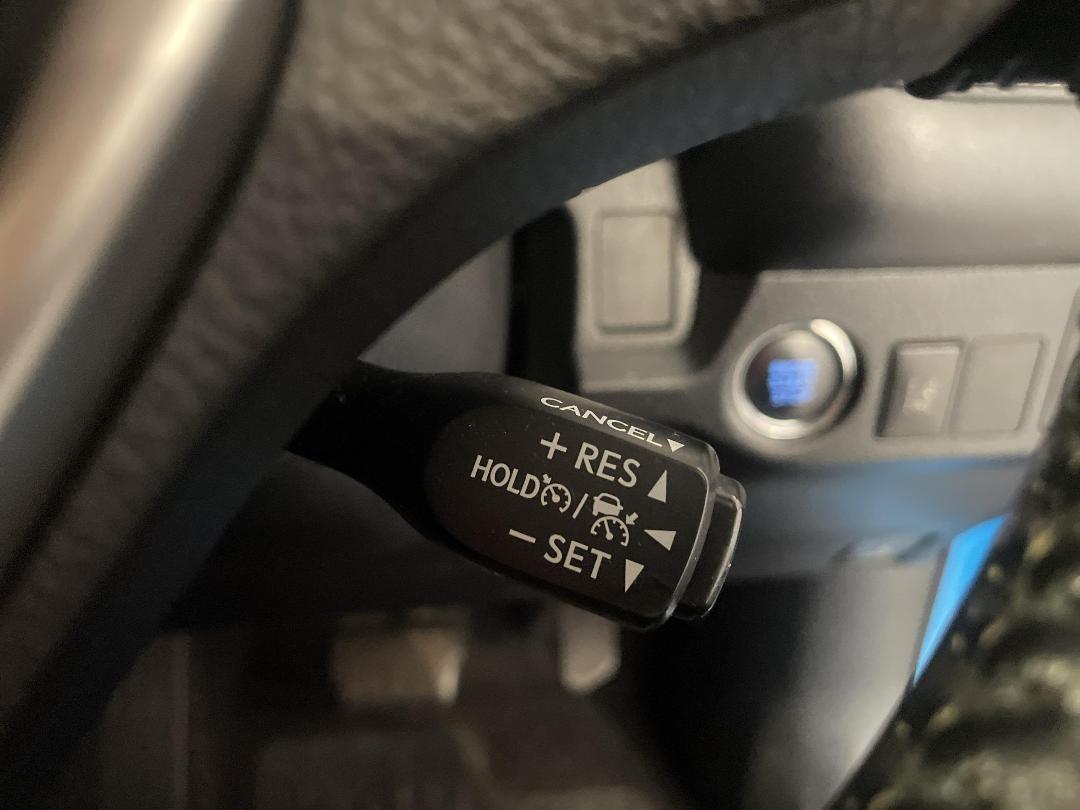 CANCEL▼
+ RES ▲
HOLD / ◀
− SET ▼